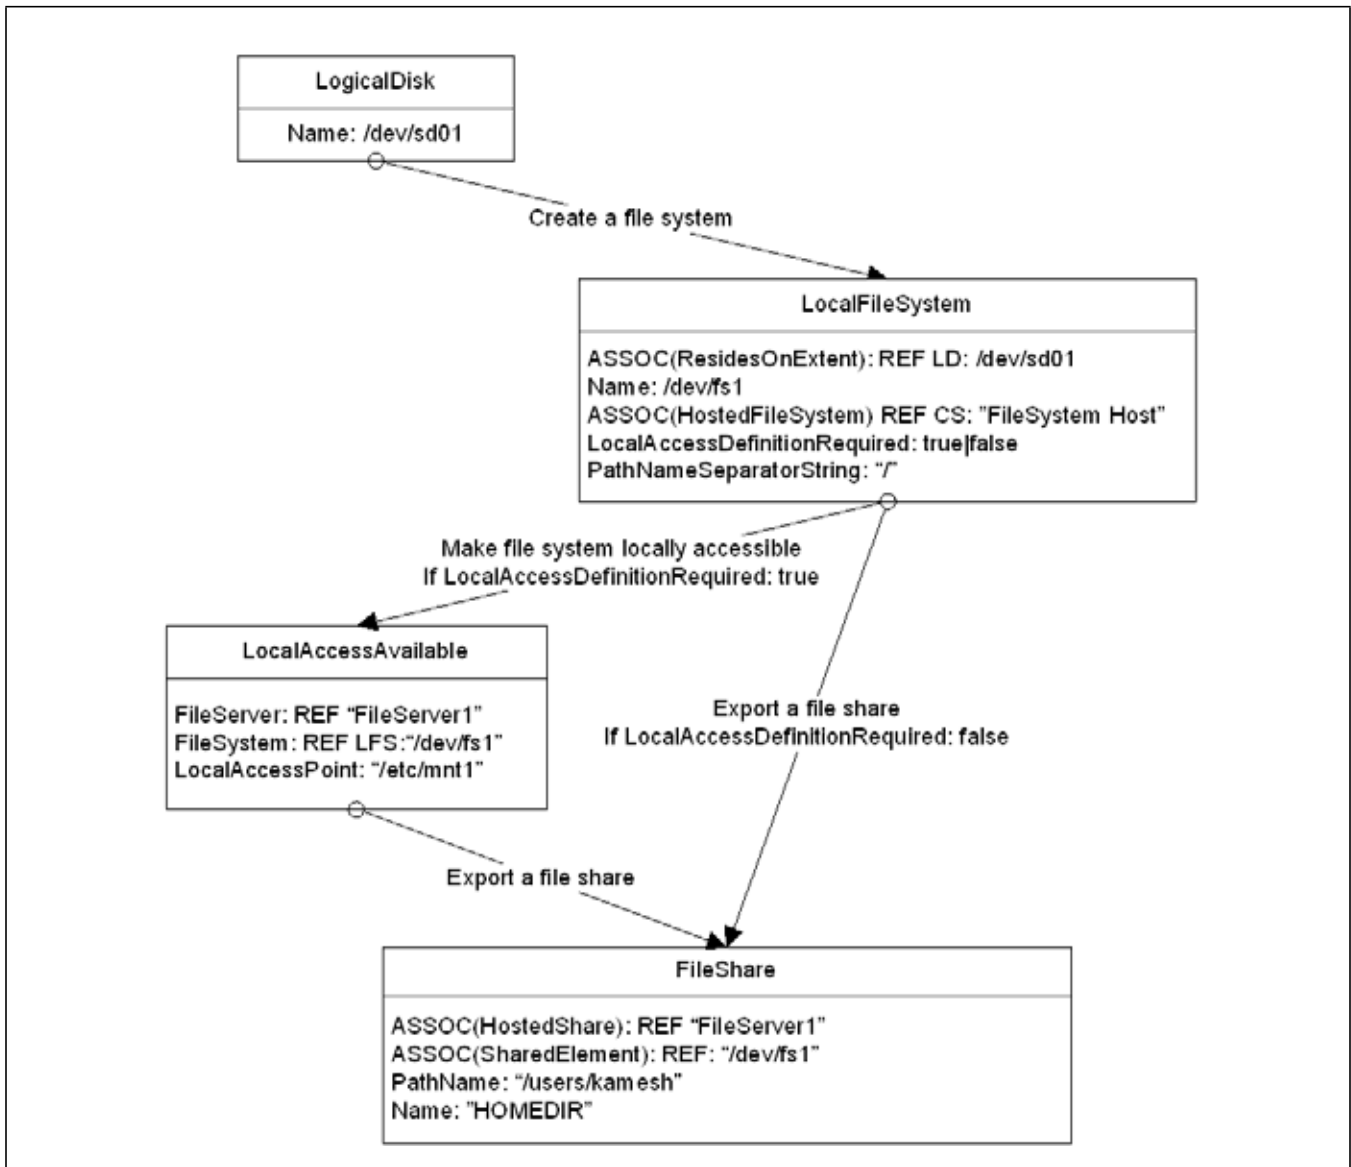 LogicalDisk
Name: /dev/sd01
Create a file system
LocalFileSystem
ASSOC(ResidesOnExtent): REF LD: /dev/sd01
Name: /dev/fs1
ASSOC(HostedFileSystem) REF CS: ”FileSystem Host”
LocalAccessDefinitionRequired: true|false
PathNameSeparatorString: “/”
Make file system locally accessible
If LocalAccessDefinitionRequired: true
LocalAccessAvailable
FileServer: REF “FileServer1”
FileSystem: REF LFS:“/dev/fs1”
LocalAccessPoint: “/etc/mnt1”
Export a file share
If LocalAccessDefinitionRequired: false
Export a file share
FileShare
ASSOC(HostedShare): REF “FileServer1”
ASSOC(SharedElement): REF: “/dev/fs1”
PathName: “/users/kamesh”
Name: ”HOMEDIR”